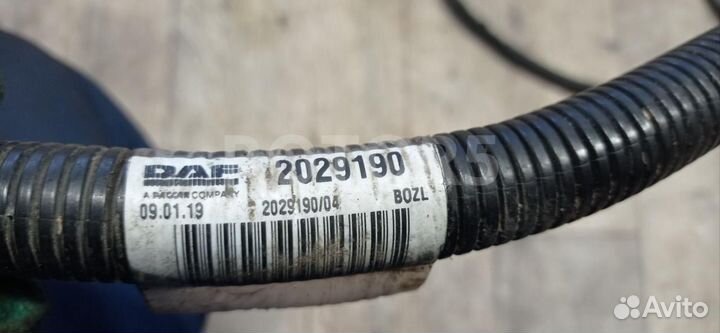 DAF 2029190
A PACCAR COMPANY
09.01.19 2029190/04 BOZL
Avito